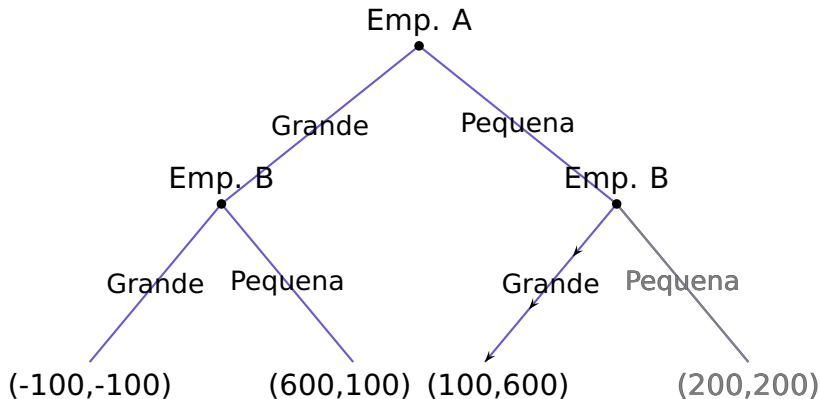 Emp. A
Grande
Pequena
Emp. B
Emp. B
Grande
Pequena
Grande
Pequena
(-100,-100)
(600,100)
(100,600)
(200,200)